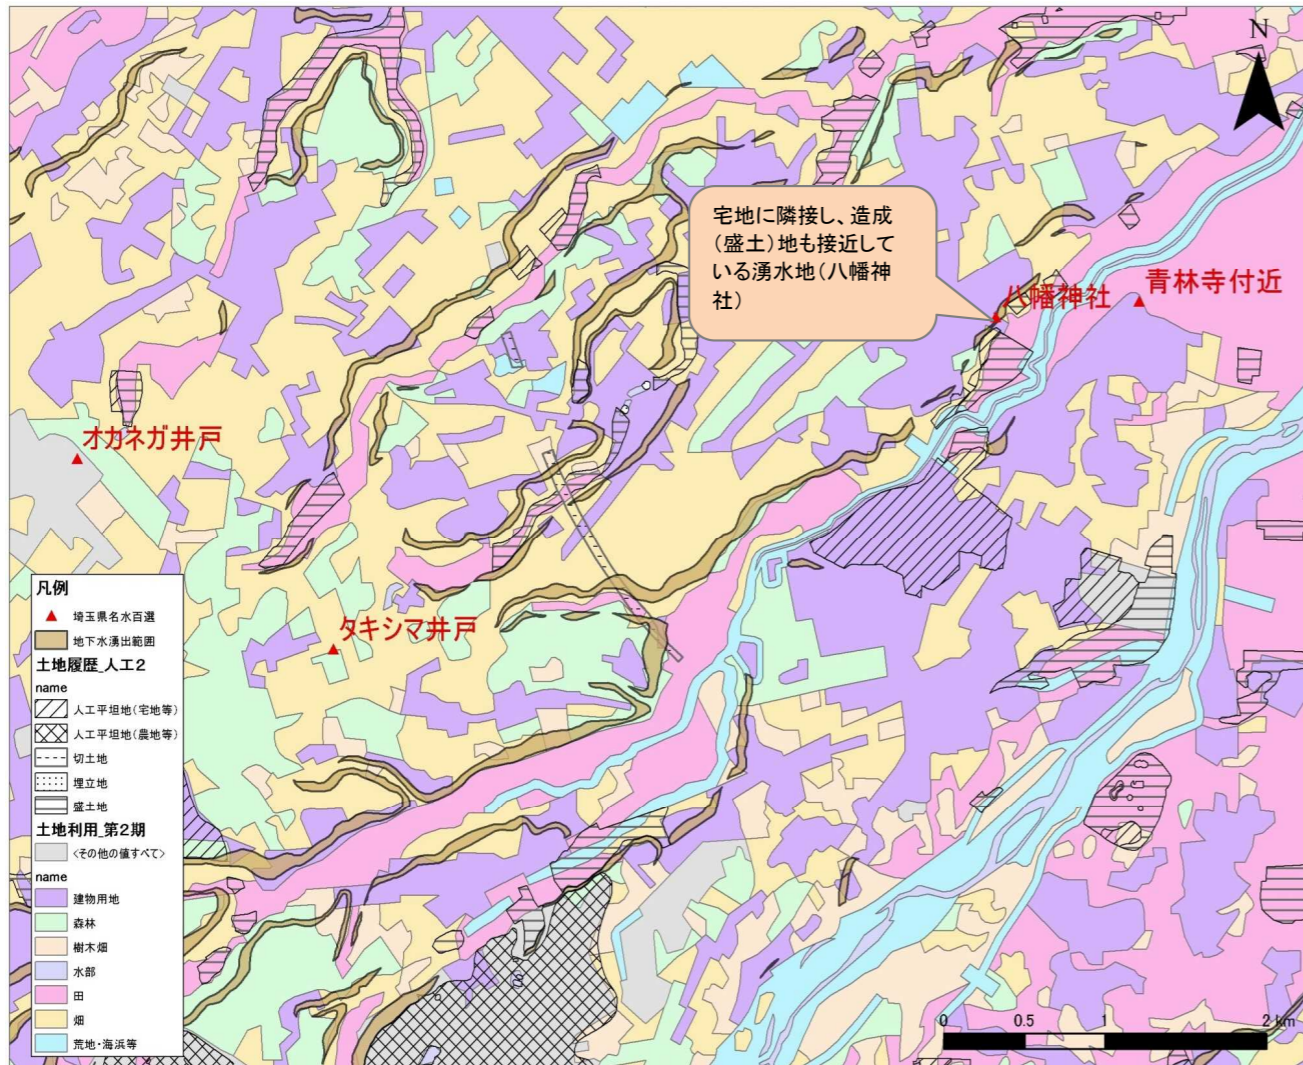 N
宅地に隣接し、造成
(盛土)地も接近して
いる湧水地(八幡神
社)
八幡神社
青林寺付近
オカネガ井戸
タキシマ井戸
凡例
埼玉県名水百選
地下水湧出範囲
土地履歴_人工2
name
人工平坦地(宅地等)
人工平坦地(農地等)
切土地
埋立地
盛土地
土地利用_第2期
<その他の値すべて>
name
建物用地
森林
樹木畑
水部
田
畑
荒地・海浜等
0 0.5 1 2 km